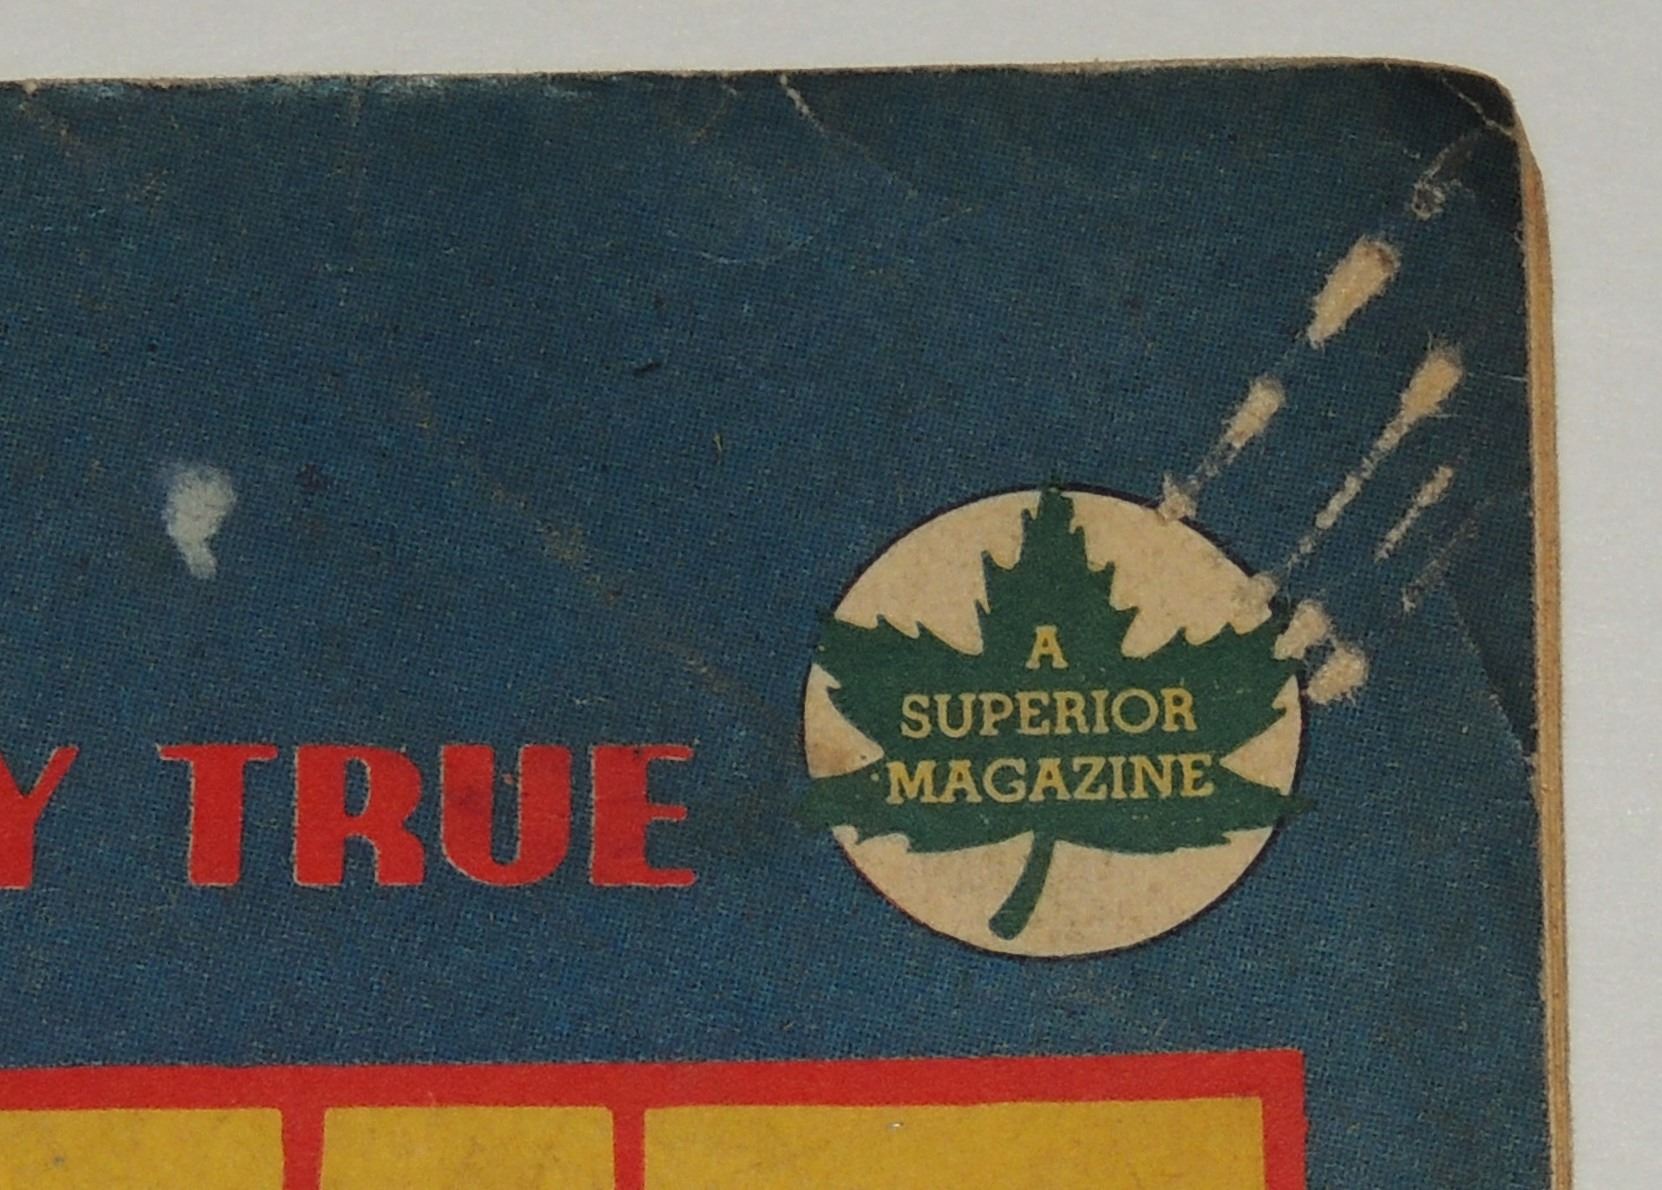 Y TRUE
A
SUPERIOR
MAGAZINE